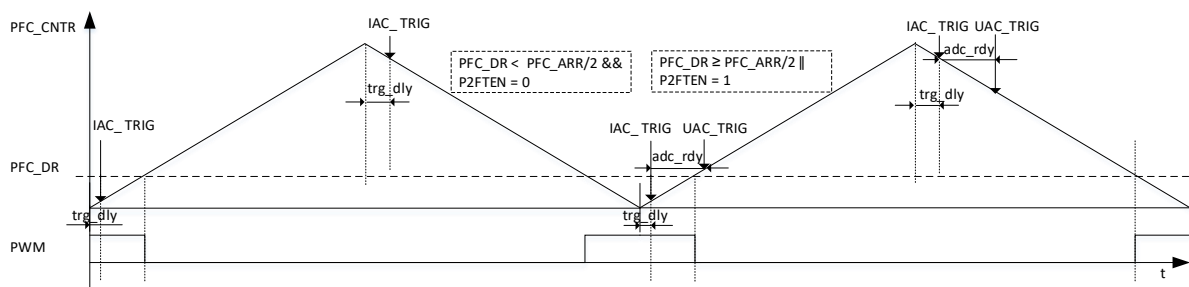 PFC_CNTR
IAC_TRIG
IAC_TRIG
UAC_TRIG
adc_rdy
PFC_DR < PFC_ARR/2 &&
P2FTEN = 0
PFC_DR ≥ PFC_ARR/2 ||
P2FTEN = 1
trg_dly
trg_dly
IAC_TRIG
IAC_TRIG
UAC_TRIG
adc_rdy
PFC_DR
trg_dly
trg_dly
PWM
t